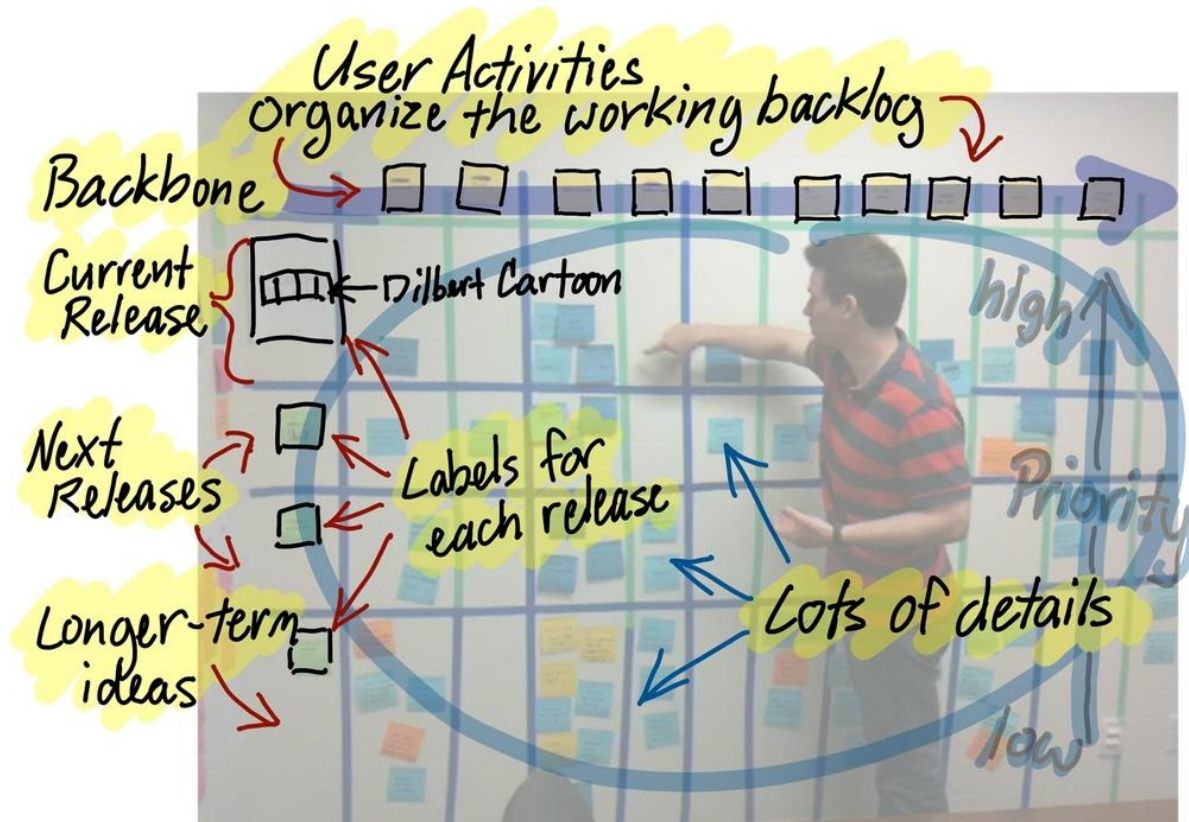 User Activities
organize the working backlog
Backbone
Current
Release
Dilbert Cartoon
high
Next
Releases
Labels for
each release
Priority
Longer-term
ideas
Lots of details
low